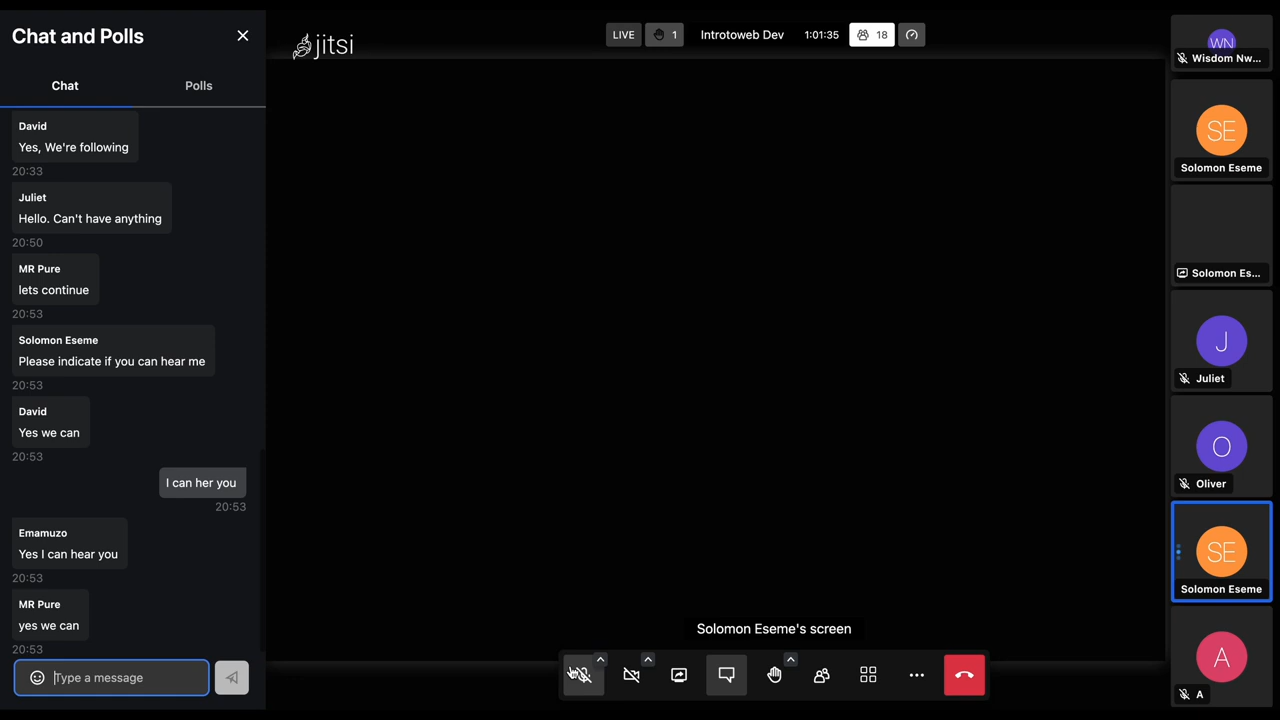 Chat and Polls
Chat
Polls
David
Yes, We're following
20:33
Juliet
Hello. Can't have anything
20:50
MR Pure
lets continue
20:53
Solomon Eseme
Please indicate if you can hear me
20:53
David
Yes we can
20:53
I can her you
20:53
Emamuzo
Yes I can hear you
20:53
MR Pure
yes we can
20:53
Type a message
jitsi
LIVE
1
Introtoweb Dev
1:01:35
18
Solomon Eseme's screen
WN
Wisdom Nw...
SE
Solomon Eseme
Solomon Es...
J
Juliet
O
Oliver
SE
Solomon Eseme
A
A